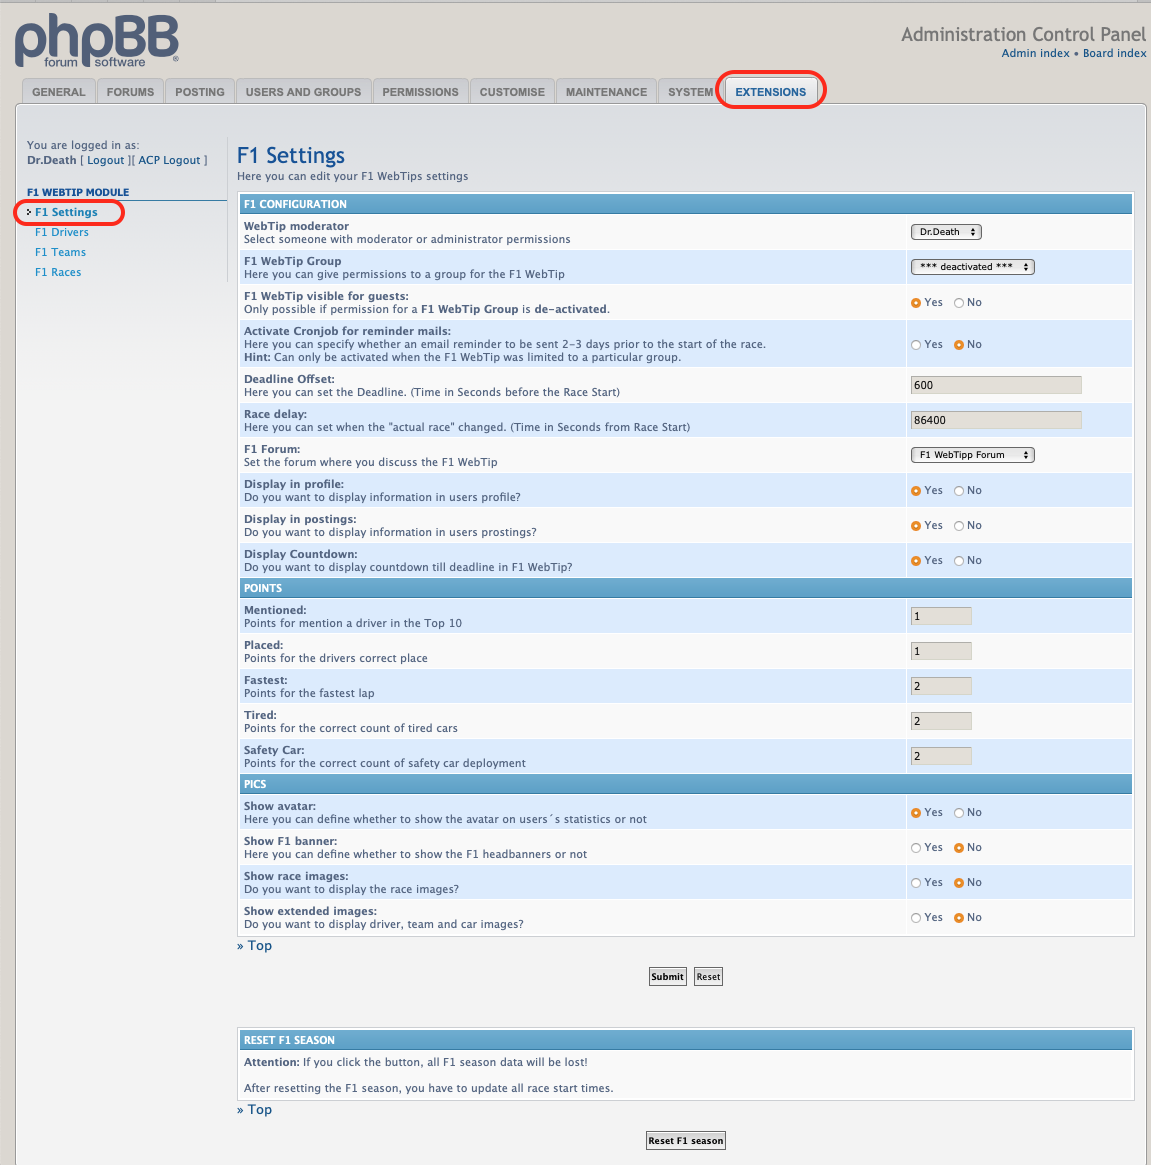 phpBB
forum software
Administration Control Panel
Admin index • Board index
GENERAL FORUMS POSTING USERS AND GROUPS PERMISSIONS CUSTOMISE MAINTENANCE SYSTEM EXTENSIONS
You are logged in as:
Dr.Death [ Logout ][ ACP Logout ]
F1 WEBTIP MODULE
F1 Settings
F1 Drivers
F1 Teams
F1 Races
F1 Settings
Here you can edit your F1 WebTips settings
F1 CONFIGURATION
WebTip moderator
Select someone with moderator or administrator permissions
Dr.Death
F1 WebTip Group
Here you can give permissions to a group for the F1 WebTip
*** deactivated ***
F1 WebTip visible for guests:
Only possible if permission for a F1 WebTip Group is de-activated.
Yes No
Activate Cronjob for reminder mails:
Here you can specify whether an email reminder to be sent 2-3 days prior to the start of the race.
Hint: Can only be activated when the F1 WebTip was limited to a particular group.
Yes No
Deadline Offset:
Here you can set the Deadline. (Time in Seconds before the Race Start)
600
Race delay:
Here you can set when the "actual race" changed. (Time in Seconds from Race Start)
86400
F1 Forum:
Set the forum where you discuss the F1 WebTip
F1 WebTipp Forum
Display in profile:
Do you want to display information in users profile?
Yes No
Display in postings:
Do you want to display information in users prostings?
Yes No
Display Countdown:
Do you want to display countdown till deadline in F1 WebTip?
Yes No
POINTS
Mentioned:
Points for mention a driver in the Top 10
1
Placed:
Points for the drivers correct place
1
Fastest:
Points for the fastest lap
2
Tired:
Points for the correct count of tired cars
2
Safety Car:
Points for the correct count of safety car deployment
2
PICS
Show avatar:
Here you can define whether to show the avatar on users´s statistics or not
Yes No
Show F1 banner:
Here you can define whether to show the F1 headbanners or not
Yes No
Show race images:
Do you want to display the race images?
Yes No
Show extended images:
Do you want to display driver, team and car images?
Yes No
» Top
Submit Reset
RESET F1 SEASON
Attention: If you click the button, all F1 season data will be lost!
After resetting the F1 season, you have to update all race start times.
» Top
Reset F1 season